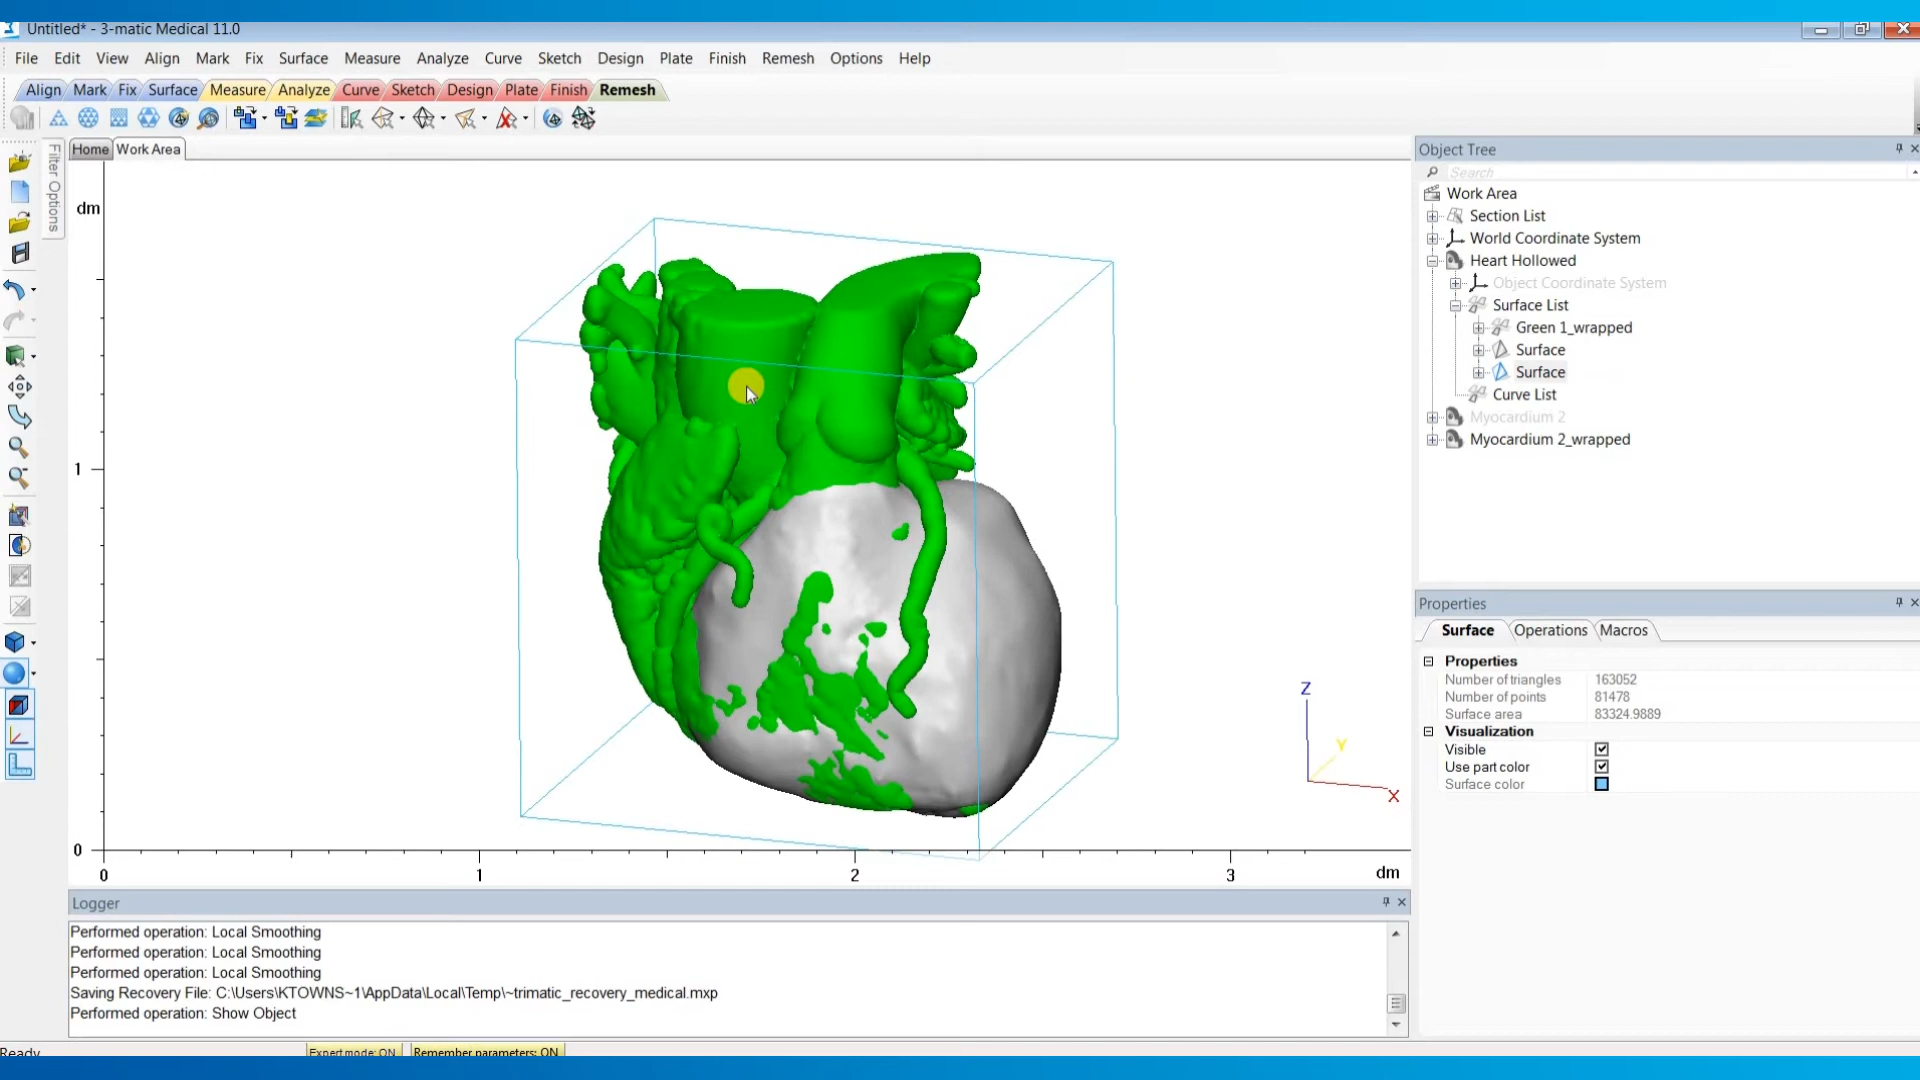 Untitled* - 3-matic Medical 11.0
File Edit View Align Mark Fix Surface Measure Analyze Curve Sketch Design Plate Finish Remesh Options Help
Align Mark Fix Surface Measure Analyze Curve Sketch Design Plate Finish Remesh
Filter Options
Home Work Area
dm
1
0
0 1 2 3 dm
Z
Y
X
Object Tree
Search
Work Area
Section List
World Coordinate System
Heart Hollowed
Object Coordinate System
Surface List
Green 1_wrapped
Surface
Surface
Curve List
Myocardium 2
Myocardium 2_wrapped
Properties
Surface Operations Macros
Properties
Number of triangles 163052
Number of points 81478
Surface area 83324.9889
Visualization
Visible
Use part color
Surface color
Logger
Performed operation: Local Smoothing
Performed operation: Local Smoothing
Performed operation: Local Smoothing
Saving Recovery File: C:\Users\KTOWNS~1\AppData\Local\Temp\~trimatic_recovery_medical.mxp
Performed operation: Show Object
Ready Expert mode: ON Remember parameters: ON